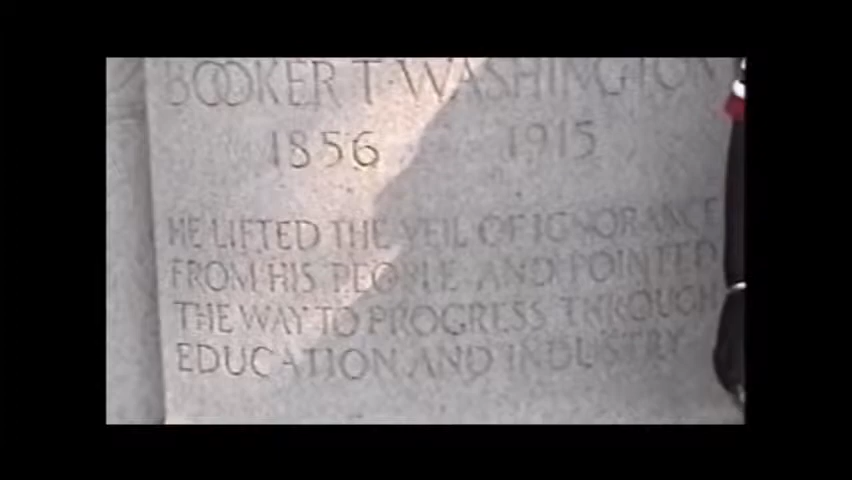 BOOKER T. WASHINGTON
1856 1915
HE LIFTED THE VEIL OF IGNORANCE
FROM HIS PEOPLE AND POINTED
THE WAY TO PROGRESS THROUGH
EDUCATION AND INDUSTRY